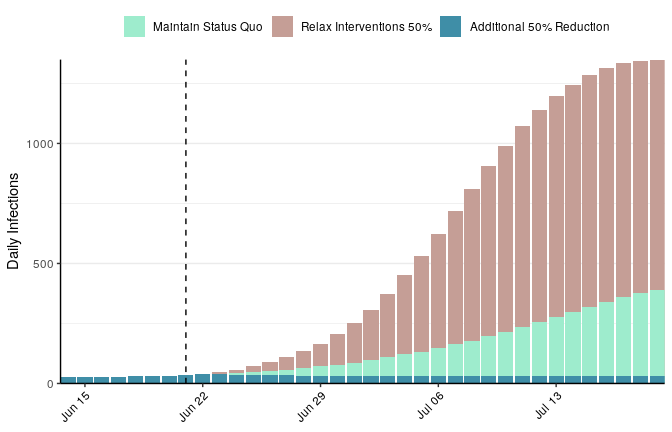 Maintain Status Quo Relax Interventions 50% Additional 50% Reduction
Daily Infections
1000
500
0
Jun 15 Jun 22 Jun 29 Jul 06 Jul 13